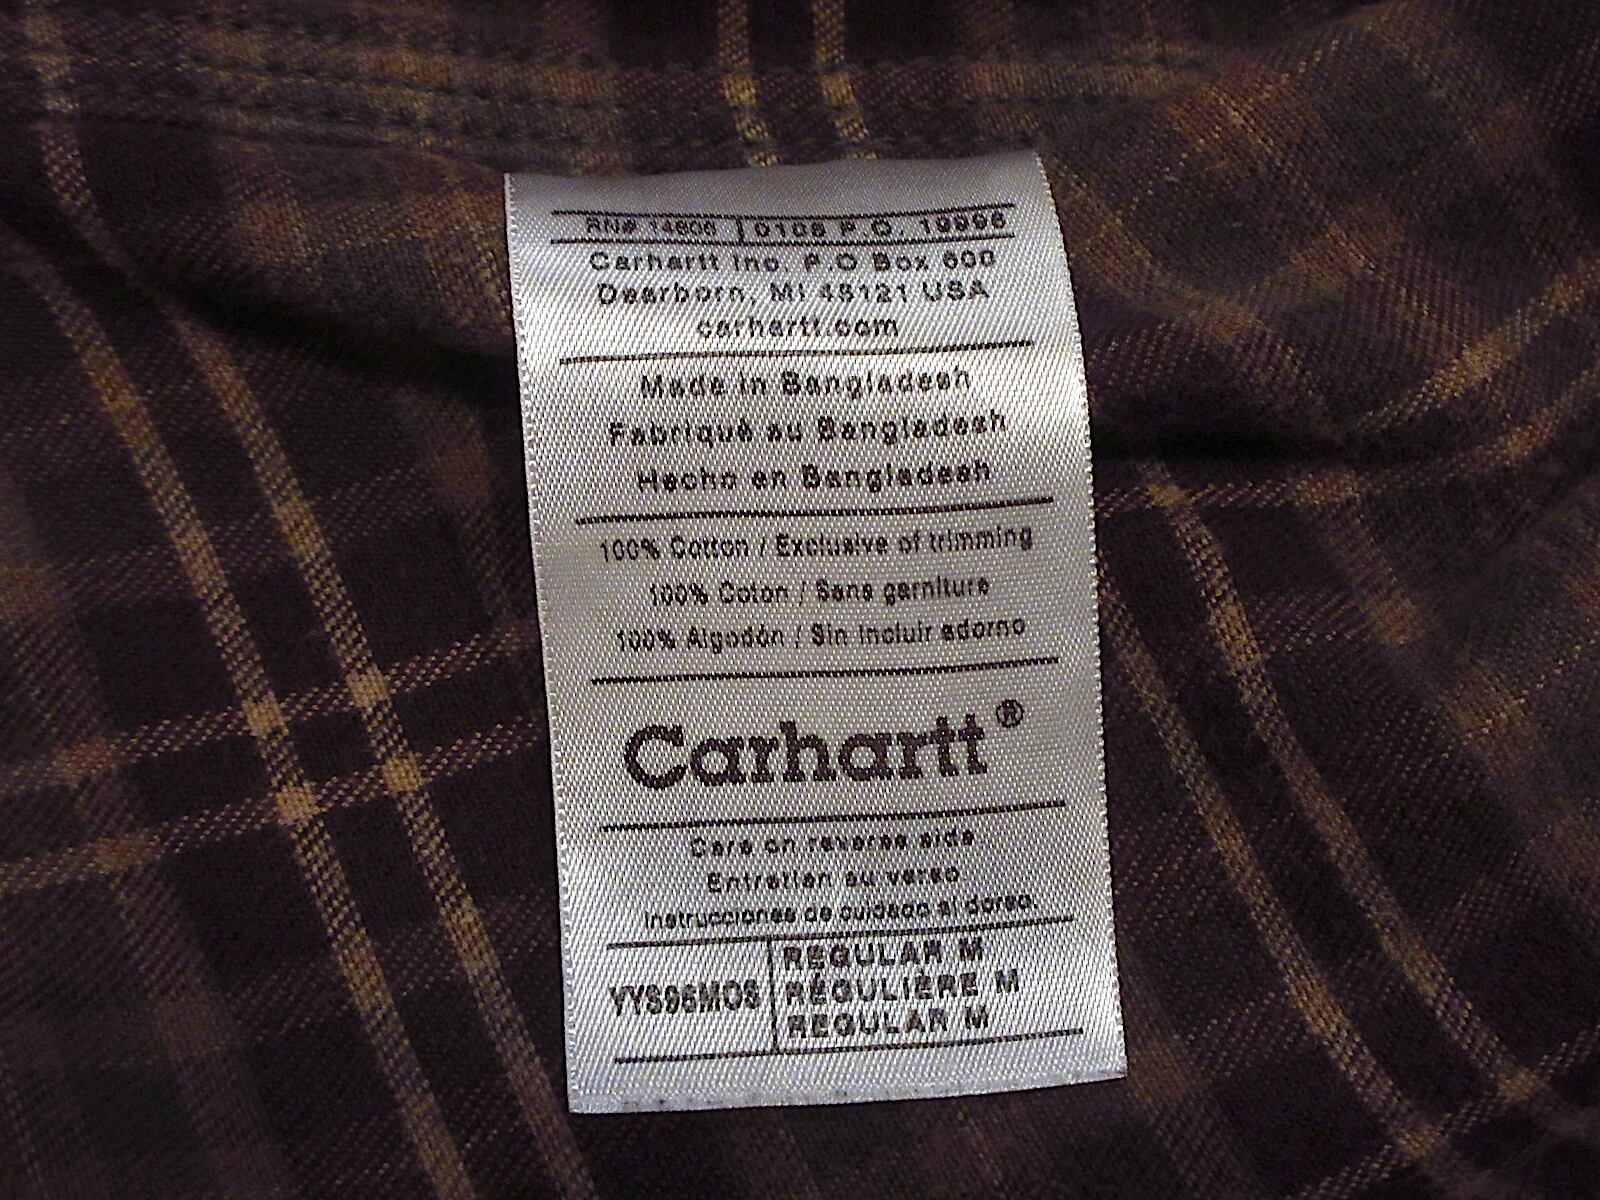 RN# 14806 0108 P.O. 19996
Carhartt Inc. P.O Box 600
Dearborn, MI 48121 USA
carhartt.com
Made in Bangladesh
Fabriqué au Bangladesh
Hecho en Bangladesh
100% Cotton / Exclusive of trimming
100% Coton / Sans garniture
100% Algodón / Sin incluir adorno
Carhartt®
Care on reverse side
Entretien au verso
Instrucciones de cuidado al dorso.
YYS95MOS
REGULAR M
RÉGULIÈRE M
REGULAR M